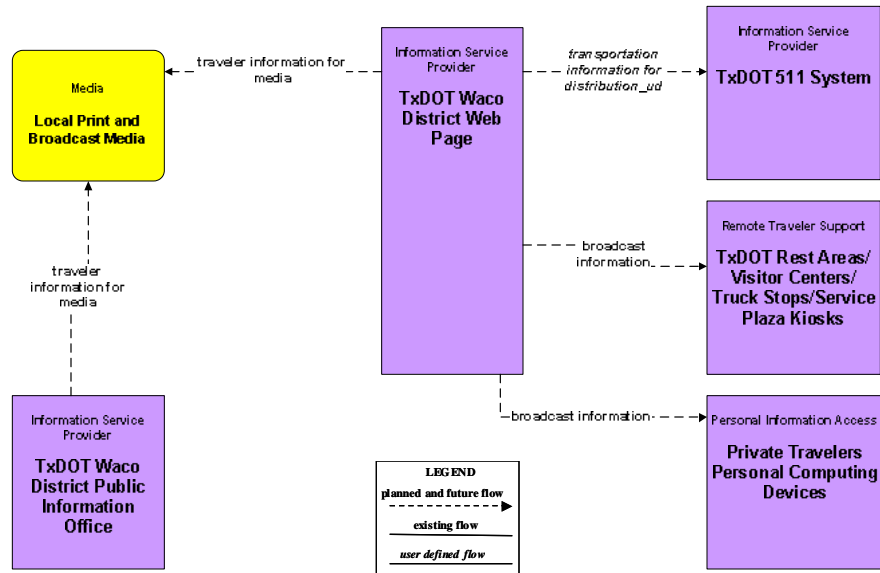 Media
Local Print and
Broadcast Media
traveler information for
media
Information Service
Provider
TxDOT Waco
District Web
Page
transportation
information for
distribution_ud
Information Service
Provider
TxDOT 511 System
broadcast
information
Remote Traveler Support
TxDOT Rest Areas/
Visitor Centers/
Truck Stops/Service
Plaza Kiosks
traveler
information for
media
Information Service
Provider
TxDOT Waco
District Public
Information
Office
broadcast information
Personal Information Access
Private Travelers
Personal Computing
Devices
LEGEND
planned and future flow
existing flow
user defined flow